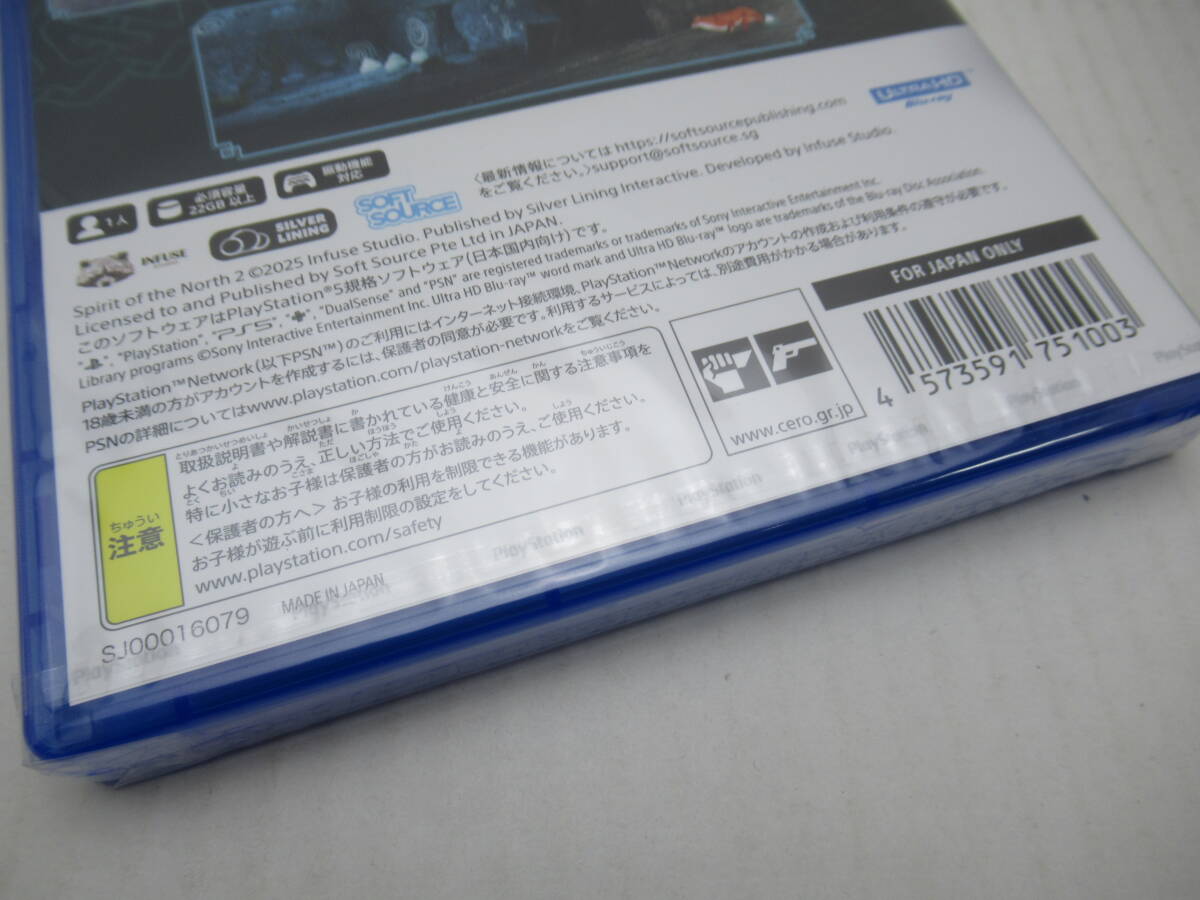 ULTRAHD
Blu-ray
1人
必須容量
22GB 以上
振動機能
対応
〈最新情報については https://softsourcepublishing.com
をご覧ください。〉support@softsource.sg
INFUSE
SILVER
LINING
SOFT
SOURCE
Spirit of the North 2 ©2025 Infuse Studio. Published by Silver Lining Interactive. Developed by Infuse Studio.
Licensed to and Published by Soft Source Pte Ltd in JAPAN.
このソフトウェアはPlayStation®5規格ソフトウェア(日本国内向け)です。
"PlayStation", "PS5", "DualSense" and "PSN" are registered trademarks or trademarks of Sony Interactive Entertainment Inc.
Library programs ©Sony Interactive Entertainment Inc. Ultra HD Blu-ray™ word mark and Ultra HD Blu-ray™ logo are trademarks of the Blu-ray Disc Association.
PlayStation™Network(以下PSN™)のご利用にはインターネット接続環境、PlayStation™Networkのアカウントの作成および利用条件の遵守が必要です。
18歳未満の方がアカウントを作成するには、保護者の同意が必要です。利用するサービスによっては、別途費用がかかる場合があります。
PSNの詳細についてはwww.playstation.com/playstation-networkをご覧ください。
ちゅうい
注意
取扱説明書や解説書に書かれている健康と安全に関する注意事項を
よくお読みのうえ、正しい方法でご使用ください。
特に小さなお子様は保護者の方がお読みのうえ、ご使用ください。
<保護者の方へ> お子様の利用を制限できる機能があります。
お子様が遊ぶ前に利用制限の設定をしてください。
www.playstation.com/safety
www.cero.gr.jp
FOR JAPAN ONLY
4 573591 751003
SJ00016079
MADE IN JAPAN
PlayStation
PlayStation
PlayStation
PlayStation
PlayStation